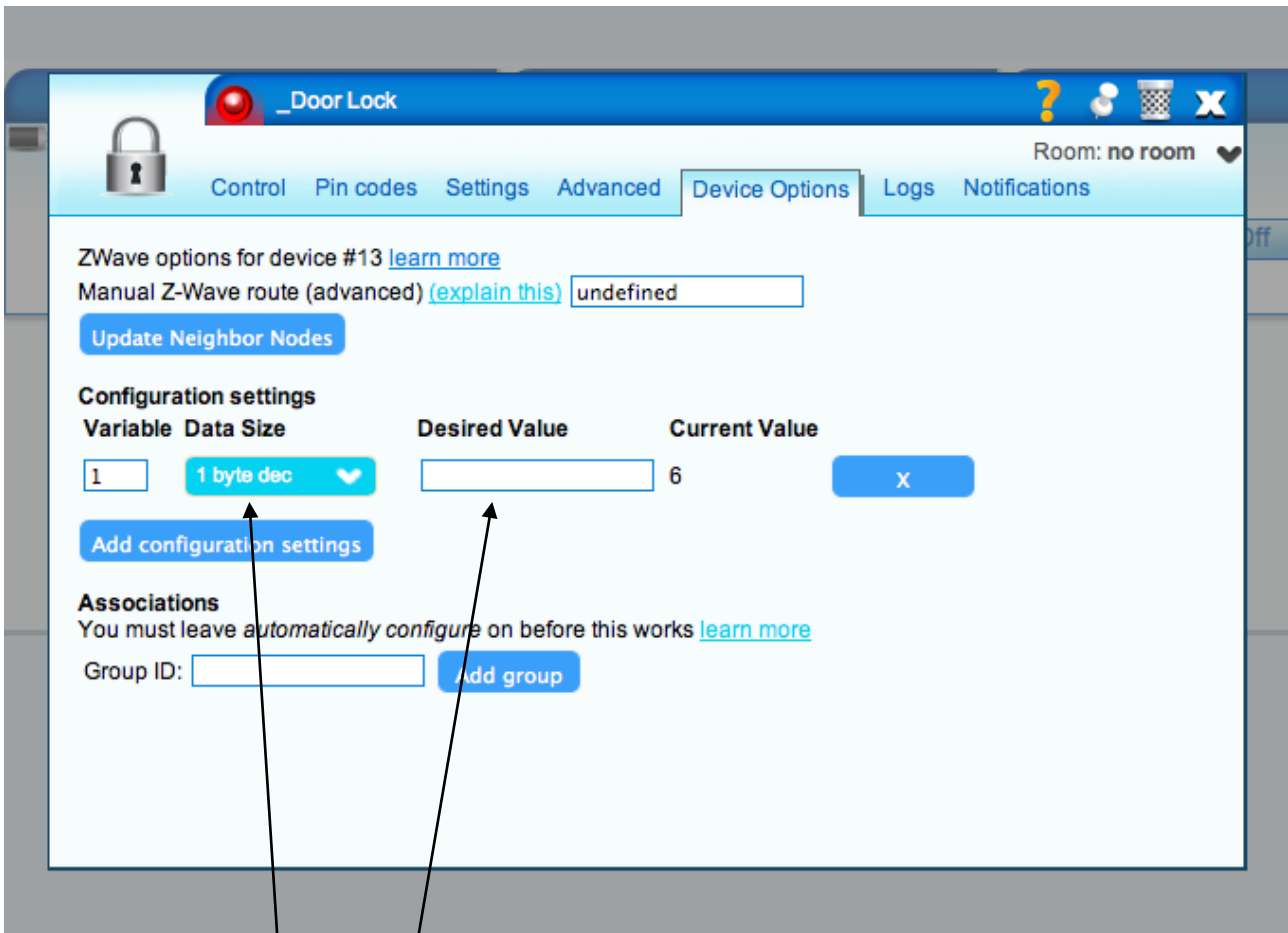 _Door Lock
?
x
Room: no room
Control Pin codes Settings Advanced Device Options Logs Notifications
Off
ZWave options for device #13 learn more
Manual Z-Wave route (advanced) (explain this) undefined
Update Neighbor Nodes
Configuration settings
Variable Data Size Desired Value Current Value
1 1 byte dec 6 x
Add configuration settings
Associations
You must leave automatically configure on before this works learn more
Group ID: Add group